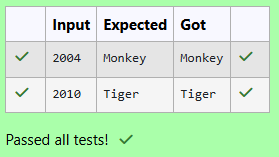 Input Expected Got
2004 Monkey Monkey
2010 Tiger Tiger
Passed all tests!